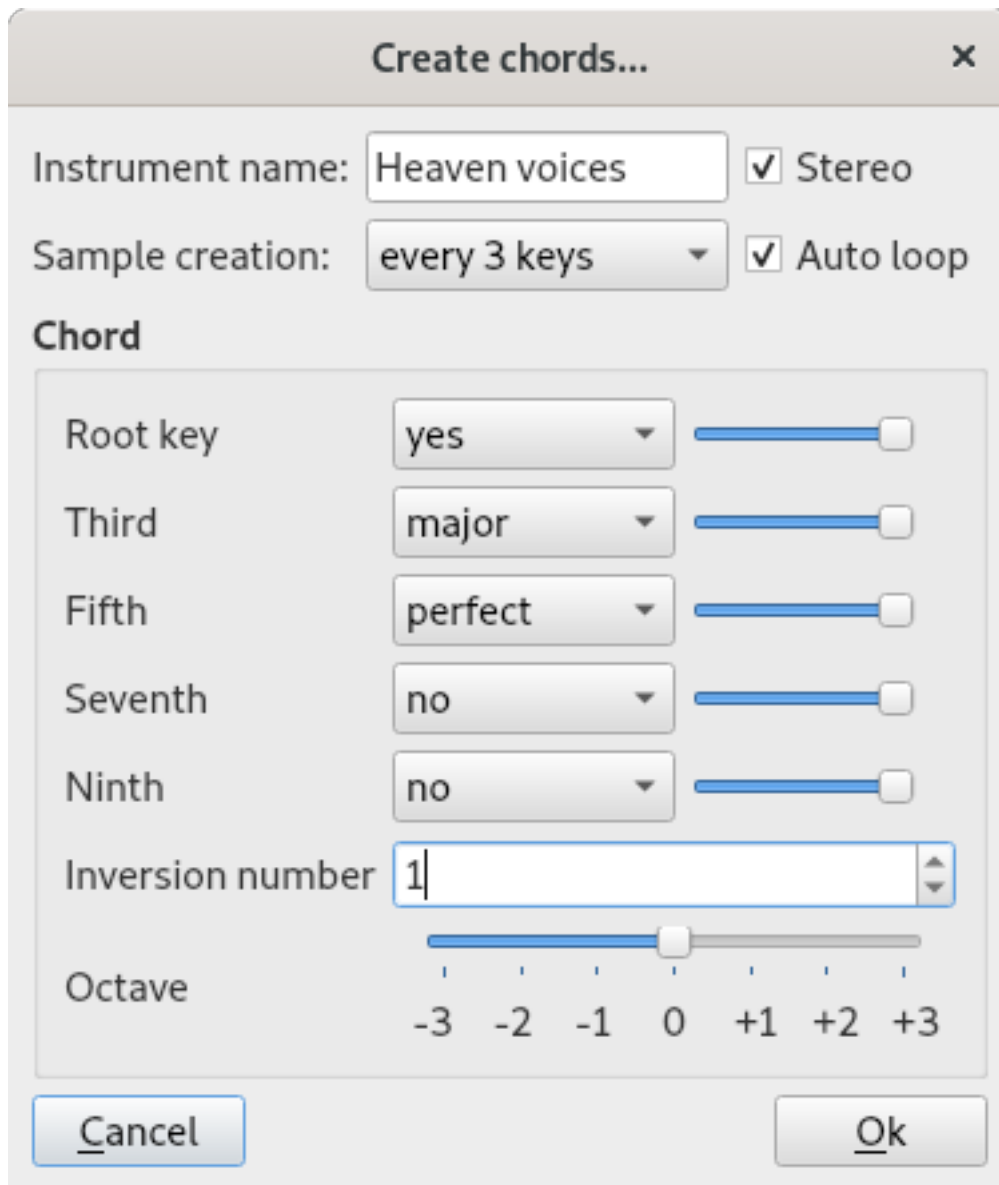 Create chords...
Instrument name: Heaven voices Stereo
Sample creation: every 3 keys Auto loop
Chord
Root key yes
Third major
Fifth perfect
Seventh no
Ninth no
Inversion number 1
Octave
-3 -2 -1 0 +1 +2 +3
Cancel Ok